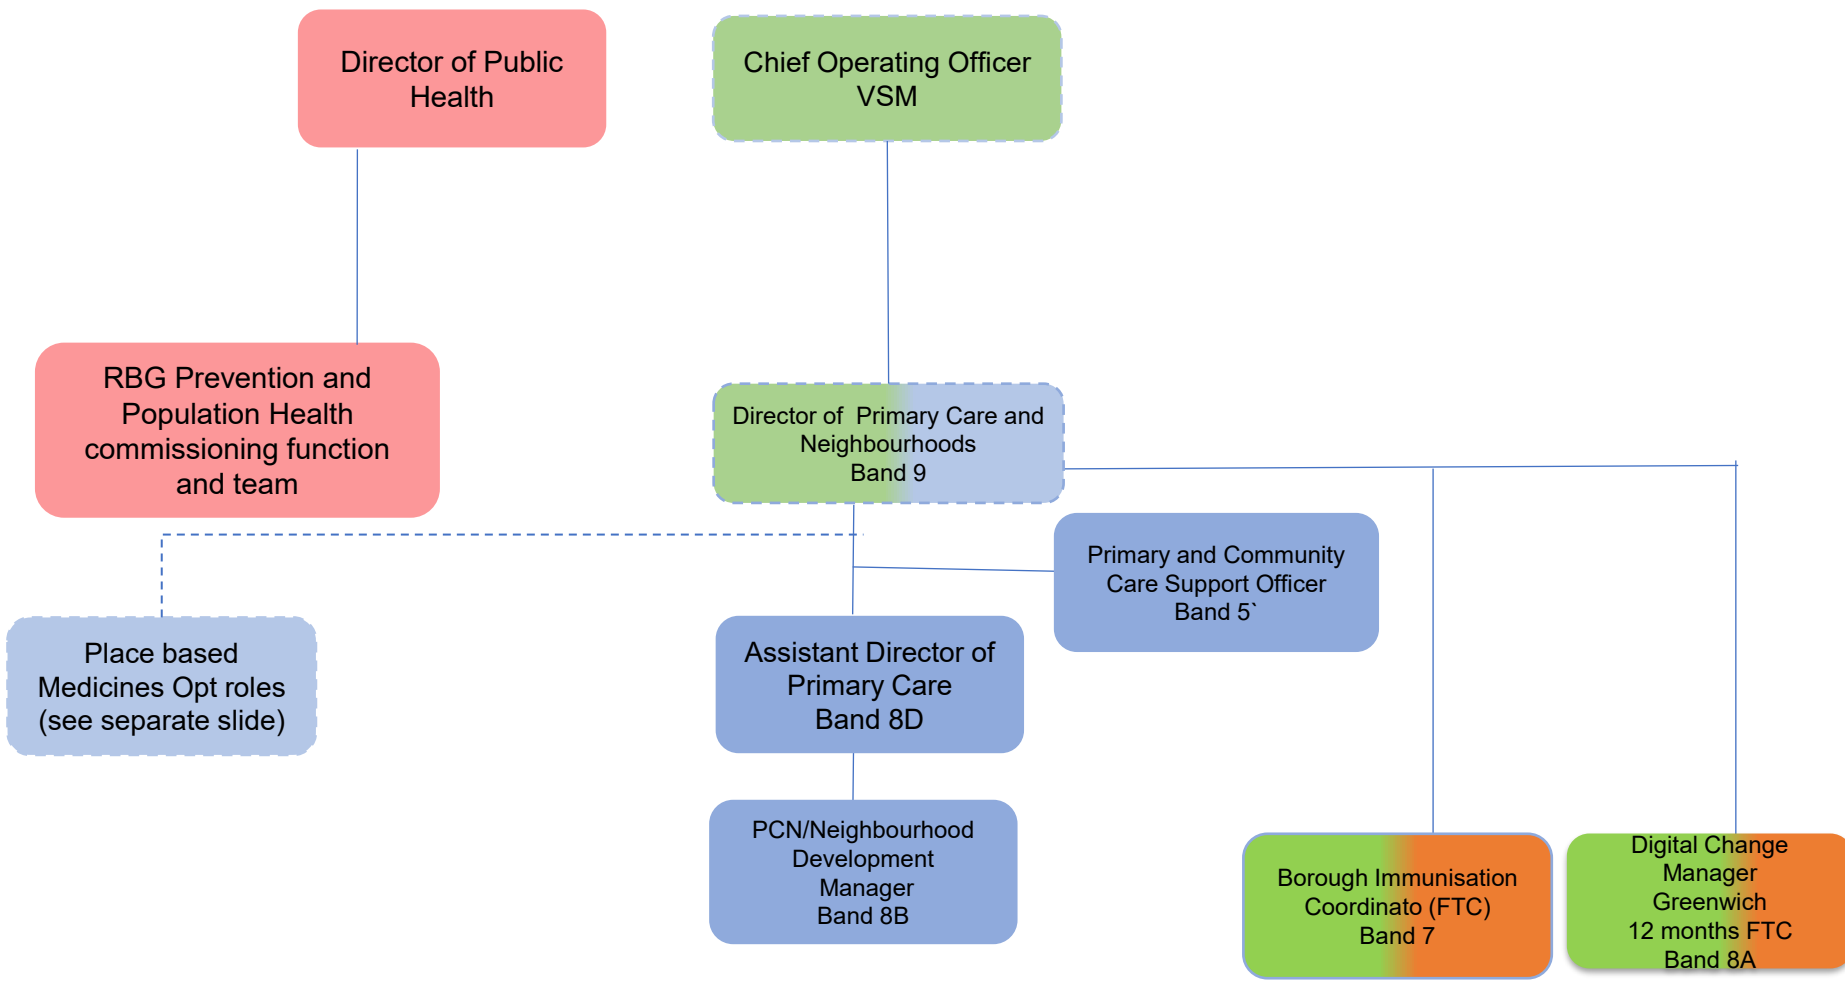 Director of Public
Health
Chief Operating Officer
VSM
RBG Prevention and
Population Health
commissioning function
and team
Director of  Primary Care and
Neighbourhoods
Band 9
Primary and Community
Care Support Officer
Band 5`
Place based
Medicines Opt roles
(see separate slide)
Assistant Director of
Primary Care
Band 8D
PCN/Neighbourhood
Development
Manager
Band 8B
Borough Immunisation
Coordinato (FTC)
Band 7
Digital Change
Manager
Greenwich
12 months FTC
Band 8A